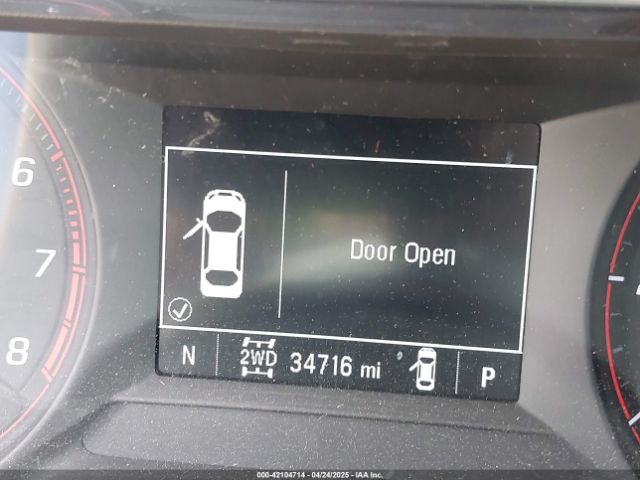 6
7
8
Door Open
N 2WD 34716 mi ° P
000-42104714 - 04/24/2025 - IAA Inc.